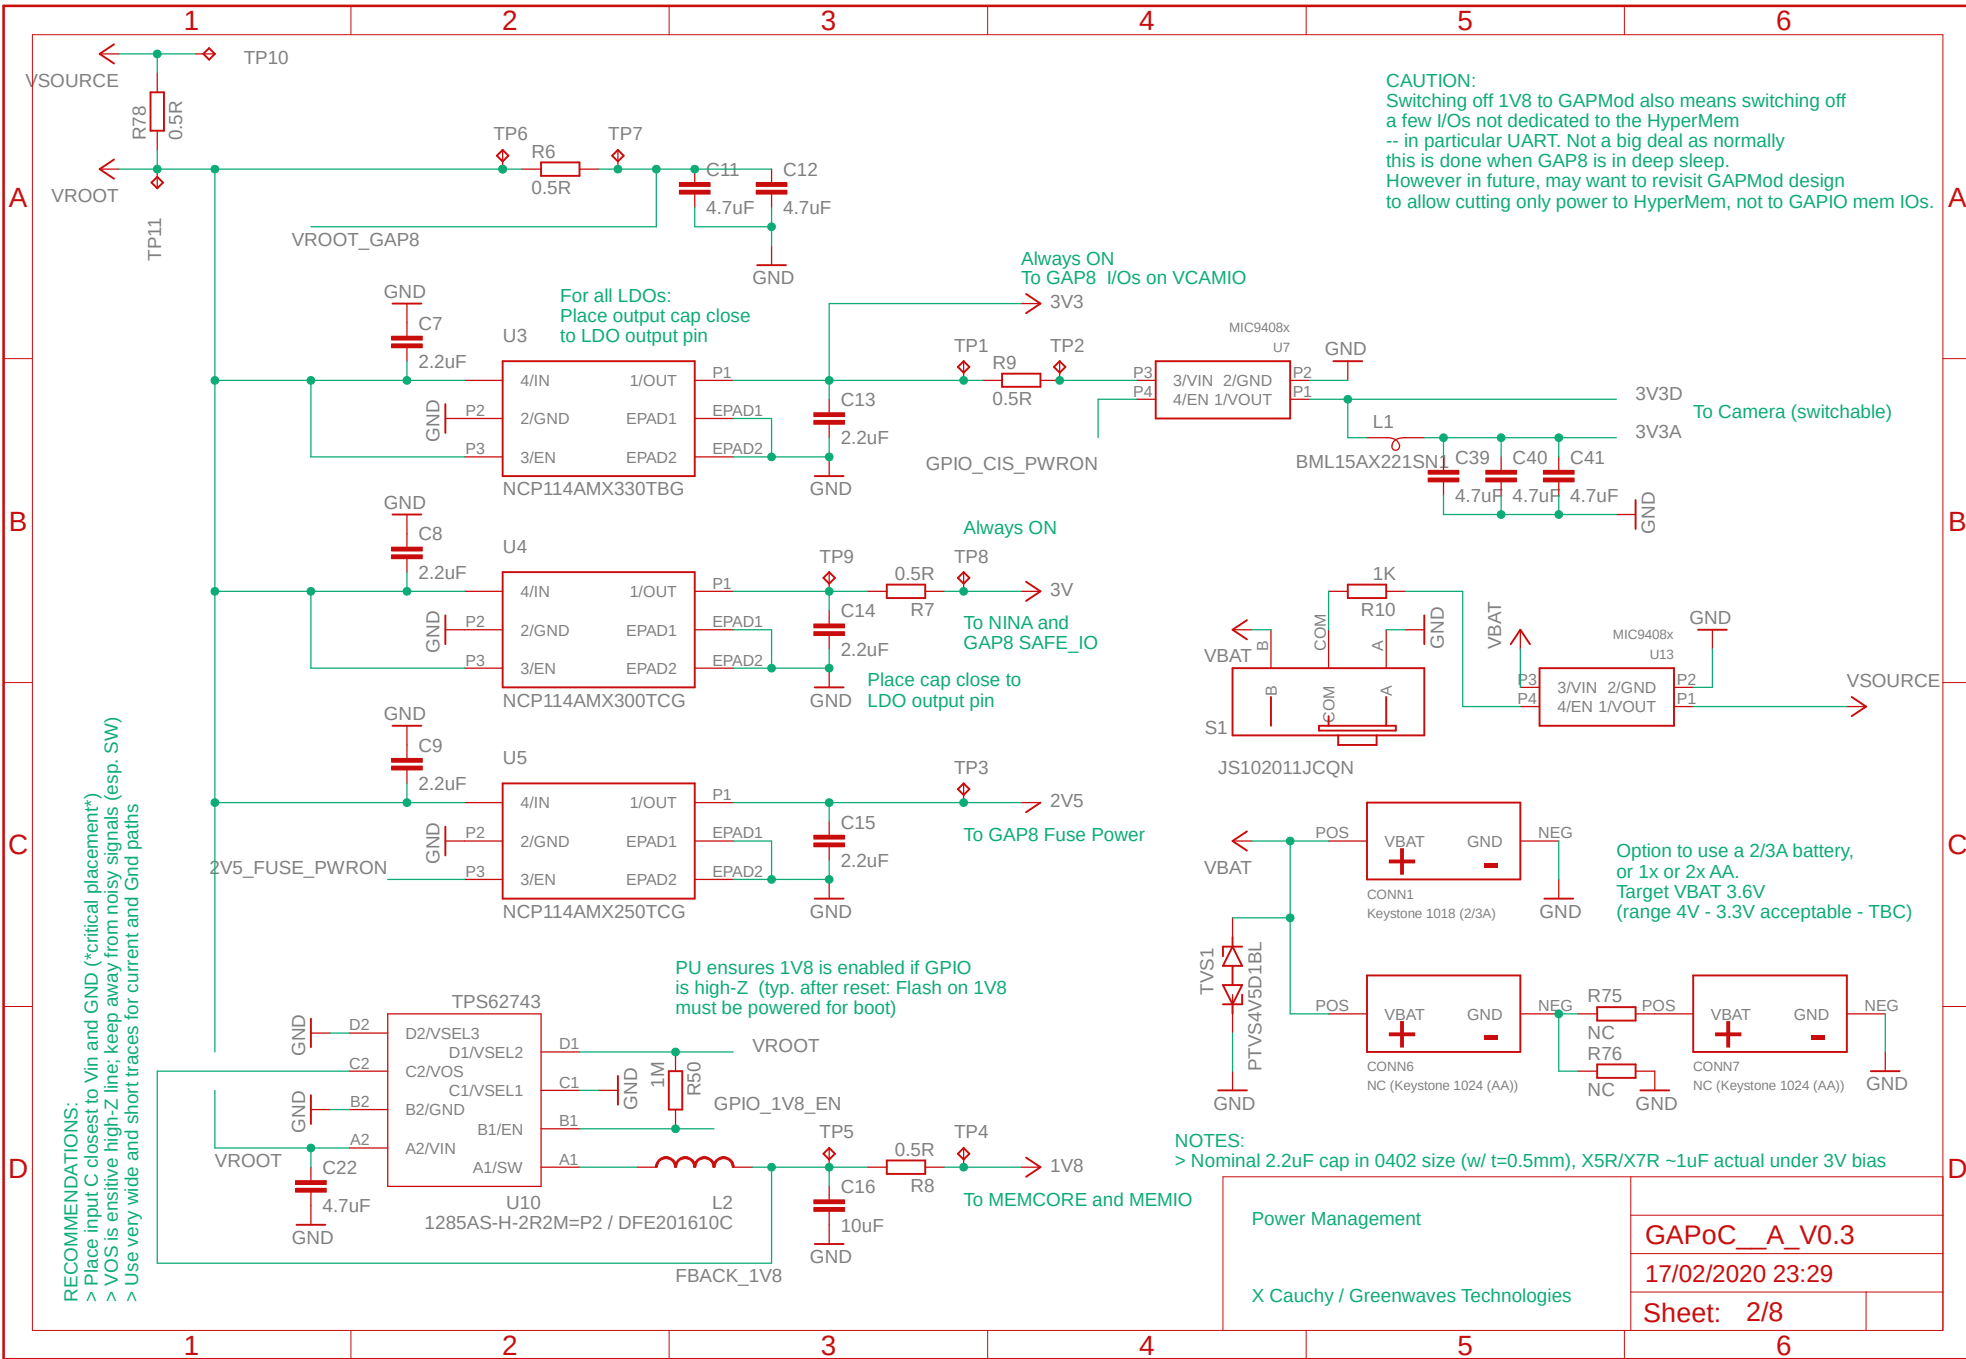 1 2 3 4 5 6
A
B
C
D
A
B
C
D
VSOURCE
TP10
R78
0.5R
VROOT
TP11
TP6
R6
0.5R
TP7
C11
4.7uF
C12
4.7uF
VROOT_GAP8
GND
CAUTION:
Switching off 1V8 to GAPMod also means switching off
a few I/Os not dedicated to the HyperMem
-- in particular UART. Not a big deal as normally
this is done when GAP8 is in deep sleep.
However in future, may want to revisit GAPMod design
to allow cutting only power to HyperMem, not to GAPIO mem IOs.
GND
C7
2.2uF
For all LDOs:
Place output cap close
to LDO output pin
U3
4/IN
2/GND
3/EN
1/OUT
EPAD1
EPAD2
P2
P3
GND
P1
EPAD1
EPAD2
NCP114AMX330TBG
C13
2.2uF
GND
Always ON
To GAP8 I/Os on VCAMIO
3V3
TP1
R9
0.5R
TP2
GPIO_CIS_PWRON
MIC9408x
U7
P3
P4
3/VIN 2/GND
4/EN 1/VOUT
P2
P1
GND
3V3D
3V3A
To Camera (switchable)
L1
BML15AX221SN1
C39
4.7uF
C40
4.7uF
C41
4.7uF
GND
GND
C8
2.2uF
U4
4/IN
2/GND
3/EN
1/OUT
EPAD1
EPAD2
P2
P3
GND
P1
EPAD1
EPAD2
NCP114AMX300TCG
Always ON
TP9
0.5R
R7
TP8
3V
C14
2.2uF
GND
To NINA and
GAP8 SAFE_IO
Place cap close to
LDO output pin
1K
R10
VBAT
B
COM
A
GND
B
COM
A
S1
JS102011JCQN
VBAT
MIC9408x
U13
P3
P4
3/VIN 2/GND
4/EN 1/VOUT
P2
P1
GND
VSOURCE
GND
C9
2.2uF
U5
4/IN
2/GND
3/EN
1/OUT
EPAD1
EPAD2
P2
P3
GND
2V5_FUSE_PWRON
P1
EPAD1
EPAD2
NCP114AMX250TCG
TP3
2V5
To GAP8 Fuse Power
C15
2.2uF
GND
VBAT
POS
VBAT
GND
NEG
CONN1
Keystone 1018 (2/3A)
GND
Option to use a 2/3A battery,
or 1x or 2x AA.
Target VBAT 3.6V
(range 4V - 3.3V acceptable - TBC)
TVS1
PTVS4V5D1BL
GND
POS
VBAT
GND
NEG
CONN6
NC (Keystone 1024 (AA))
R75
NC
R76
NC
GND
POS
VBAT
GND
NEG
CONN7
NC (Keystone 1024 (AA))
GND
RECOMMENDATIONS:
> Place input C closest to Vin and GND (*critical placement*)
> VOS is sensitive high-Z line; keep away from noisy signals (esp. SW)
> Use very wide and short traces for current and Gnd paths
PU ensures 1V8 is enabled if GPIO
is high-Z (typ. after reset: Flash on 1V8
must be powered for boot)
TPS62743
D2
C2
B2
A2
GND
GND
D2/VSEL3
D1/VSEL2
C2/VOS
C1/VSEL1
B2/GND
B1/EN
A2/VIN
A1/SW
D1
C1
B1
A1
U10
VROOT
GND
1M
R50
GPIO_1V8_EN
VROOT
C22
4.7uF
GND
L2
1285AS-H-2R2M=P2 / DFE201610C
FBACK_1V8
TP5
0.5R
R8
TP4
1V8
C16
10uF
GND
To MEMCORE and MEMIO
NOTES:
> Nominal 2.2uF cap in 0402 size (w/ t=0.5mm), X5R/X7R ~1uF actual under 3V bias
Power Management
X Cauchy / Greenwaves Technologies
GAPoC__A_V0.3
17/02/2020 23:29
Sheet: 2/8
1 2 3 4 5 6